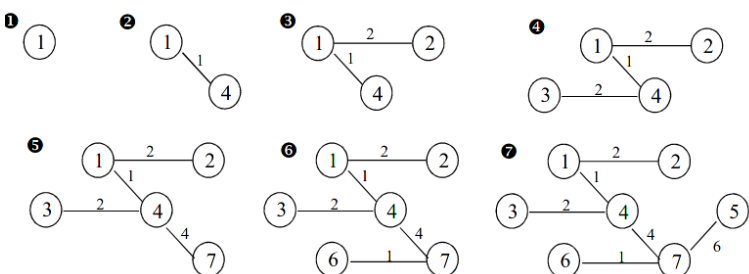 ❶ 1
❷ 1 1 4
❸ 1 2 2 1 4
❹ 1 2 2 1 3 2 4
❺ 1 2 2 1 3 2 4 4 7
❻ 1 2 2 1 3 2 4 4 6 1 7
❼ 1 2 2 1 3 2 4 5 4 6 6 1 7